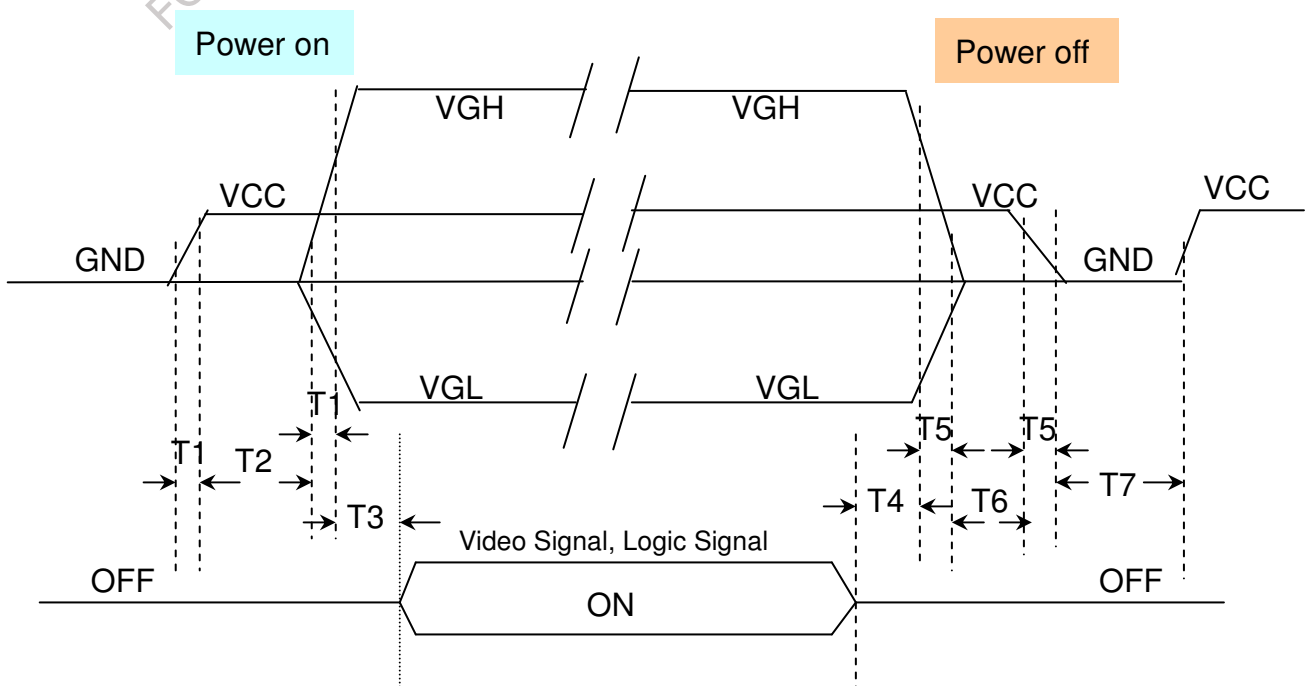 Power on
Power off
VGH
VGH
VCC
VCC
VCC
GND
GND
VGL
VGL
T1
T5
T5
T1
T2
T7
T3
T4
T6
Video Signal, Logic Signal
OFF
ON
OFF